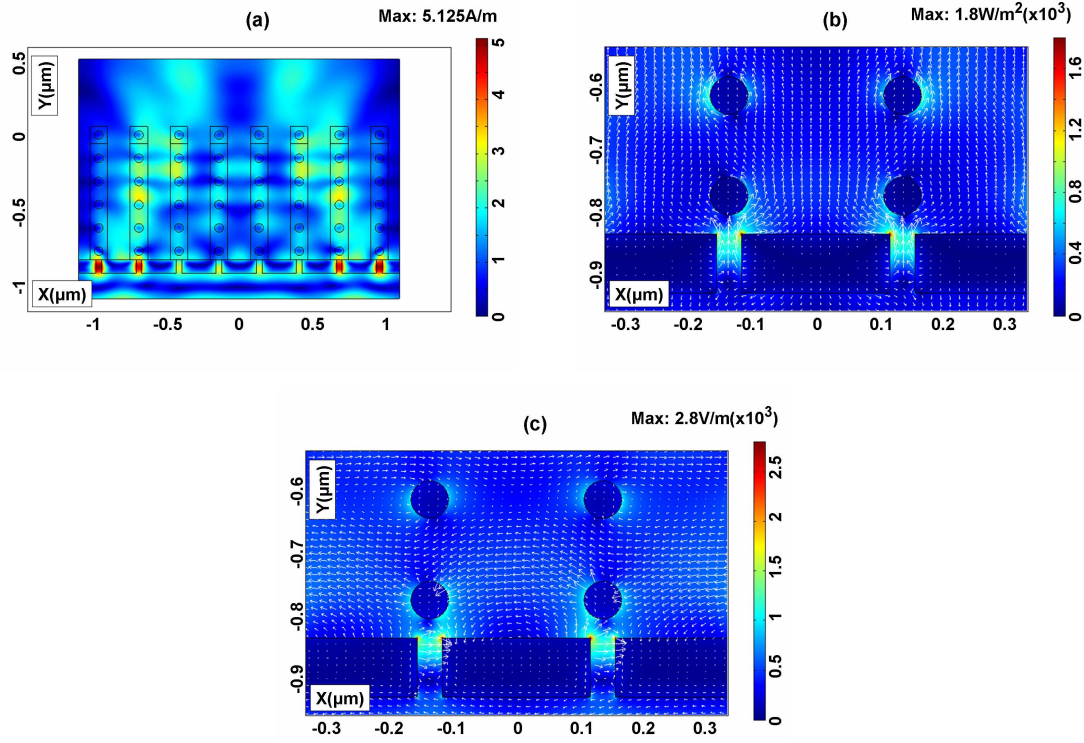 (a)
Max: 5.125A/m
Y(µm)
0.5
0
-0.5
-1
X(µm)
-1 -0.5 0 0.5 1
5
4
3
2
1
0
(b)
Max: 1.8W/m²(x10³)
Y(µm)
-0.6
-0.7
-0.8
-0.9
X(µm)
-0.3 -0.2 -0.1 0 0.1 0.2 0.3
1.6
1.2
0.8
0.4
0
(c)
Max: 2.8V/m(x10³)
Y(µm)
-0.6
-0.7
-0.8
-0.9
X(µm)
-0.3 -0.2 -0.1 0 0.1 0.2 0.3
2.5
2
1.5
1
0.5
0